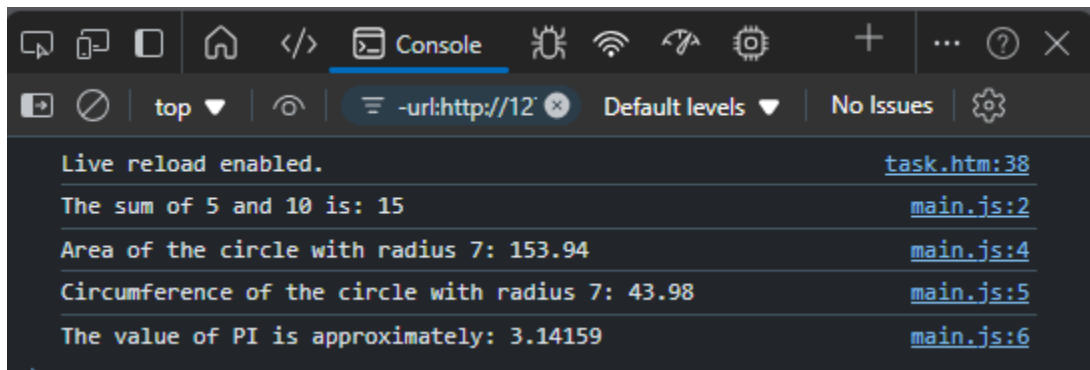 Console
top ▼ -url:http://12 Default levels ▼ No Issues
Live reload enabled. task.htm:38
The sum of 5 and 10 is: 15 main.js:2
Area of the circle with radius 7: 153.94 main.js:4
Circumference of the circle with radius 7: 43.98 main.js:5
The value of PI is approximately: 3.14159 main.js:6